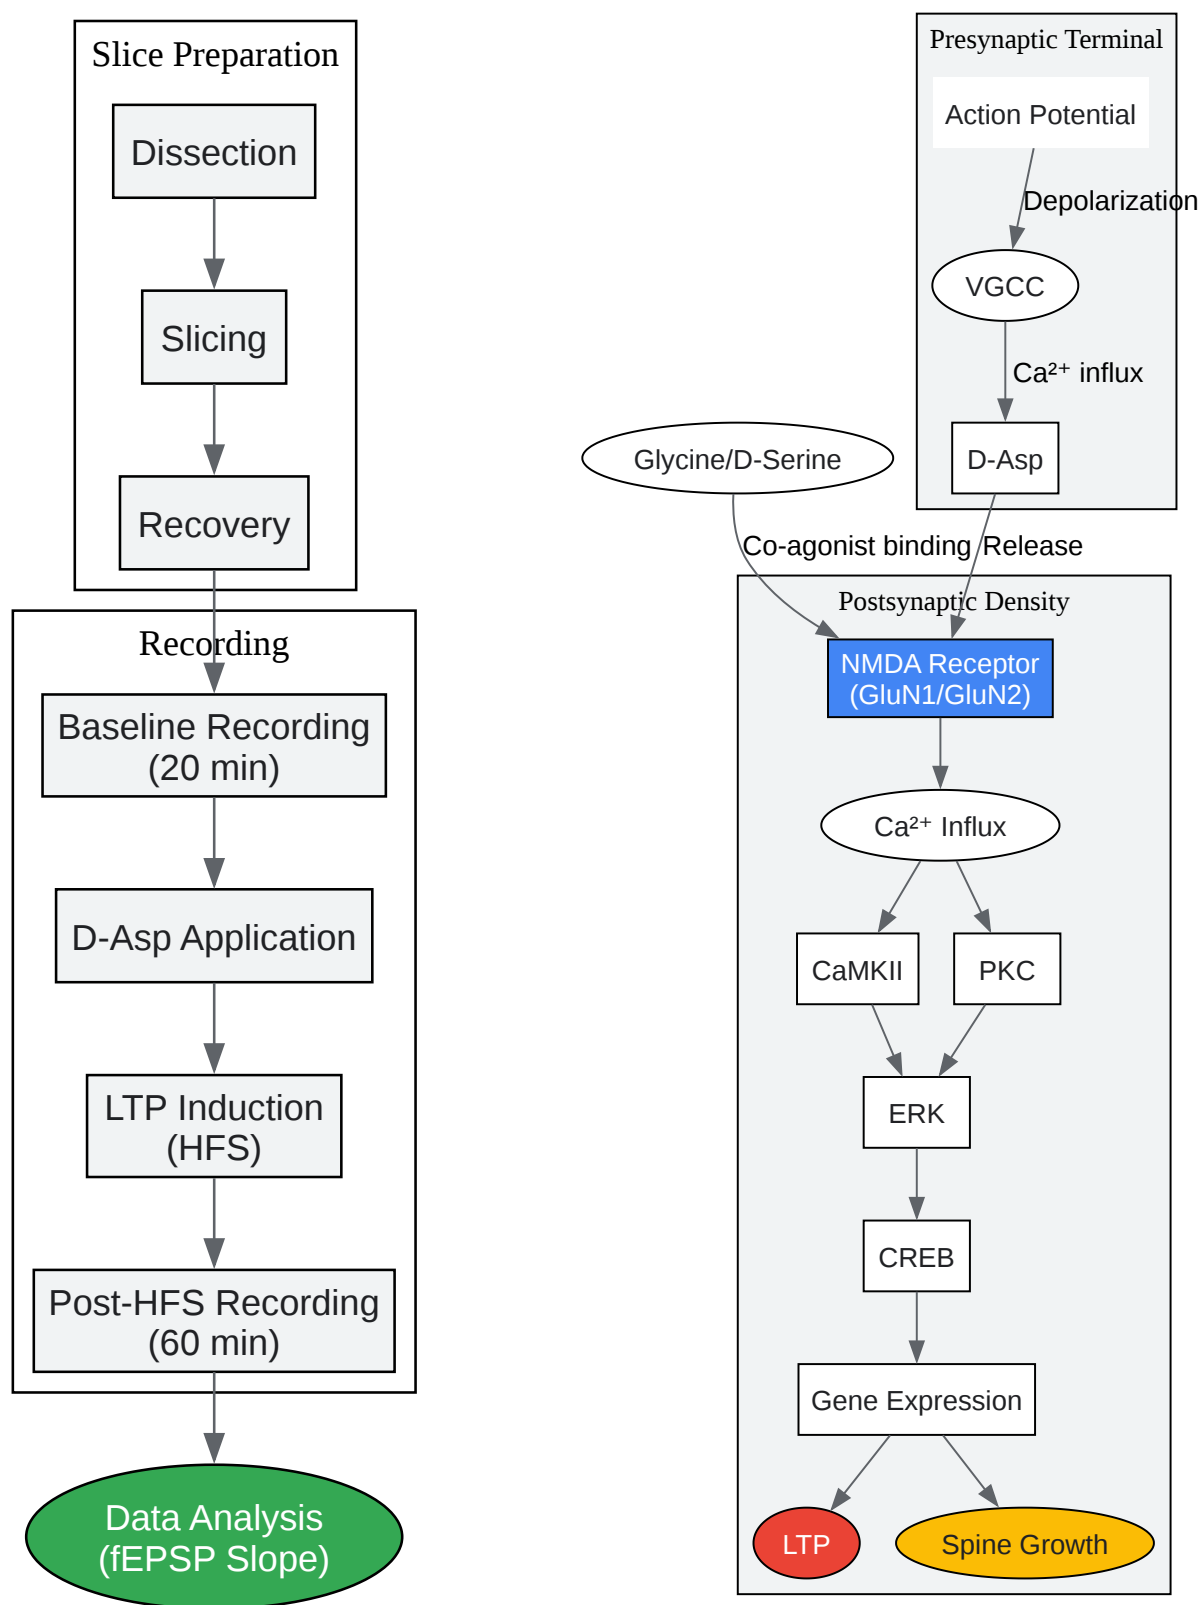 Slice Preparation
Dissection
Slicing
Recovery
Recording
Baseline Recording
(20 min)
D-Asp Application
LTP Induction
(HFS)
Post-HFS Recording
(60 min)
Data Analysis
(fEPSP Slope)
Presynaptic Terminal
Action Potential
Depolarization
VGCC
Ca²⁺ influx
Glycine/D-Serine
D-Asp
Co-agonist binding
Release
Postsynaptic Density
NMDA Receptor
(GluN1/GluN2)
Ca²⁺ Influx
CaMKII
PKC
ERK
CREB
Gene Expression
LTP
Spine Growth